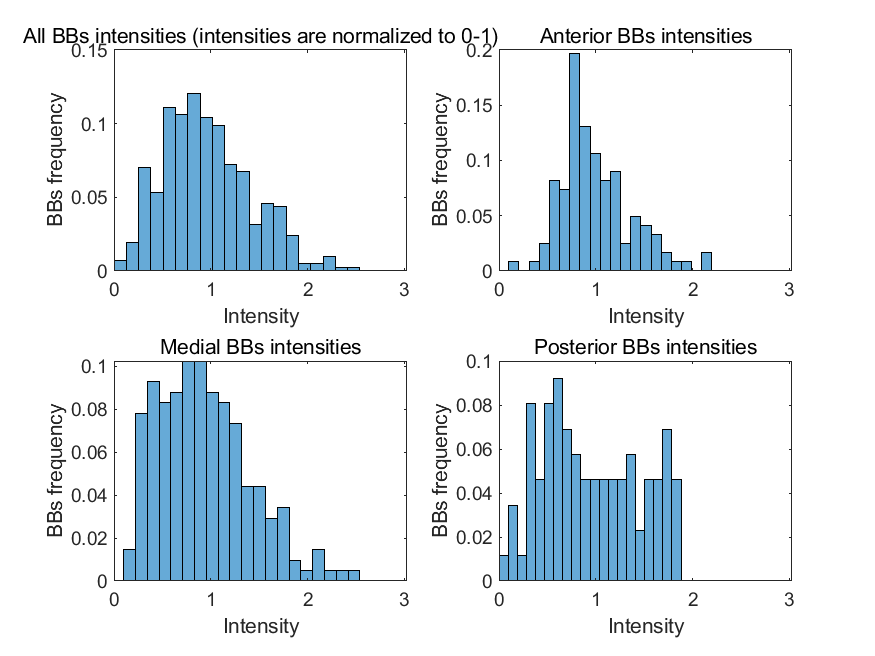 All BBs intensities (intensities are normalized to 0-1)
Anterior BBs intensities
0.15
0.1
0.05
0
BBs frequency
0 1 2 3
Intensity
0.2
0.15
0.1
0.05
0
BBs frequency
0 1 2 3
Intensity
Medial BBs intensities
Posterior BBs intensities
0.1
0.08
0.06
0.04
0.02
0
BBs frequency
0 1 2 3
Intensity
0.1
0.08
0.06
0.04
0.02
0
BBs frequency
0 1 2 3
Intensity